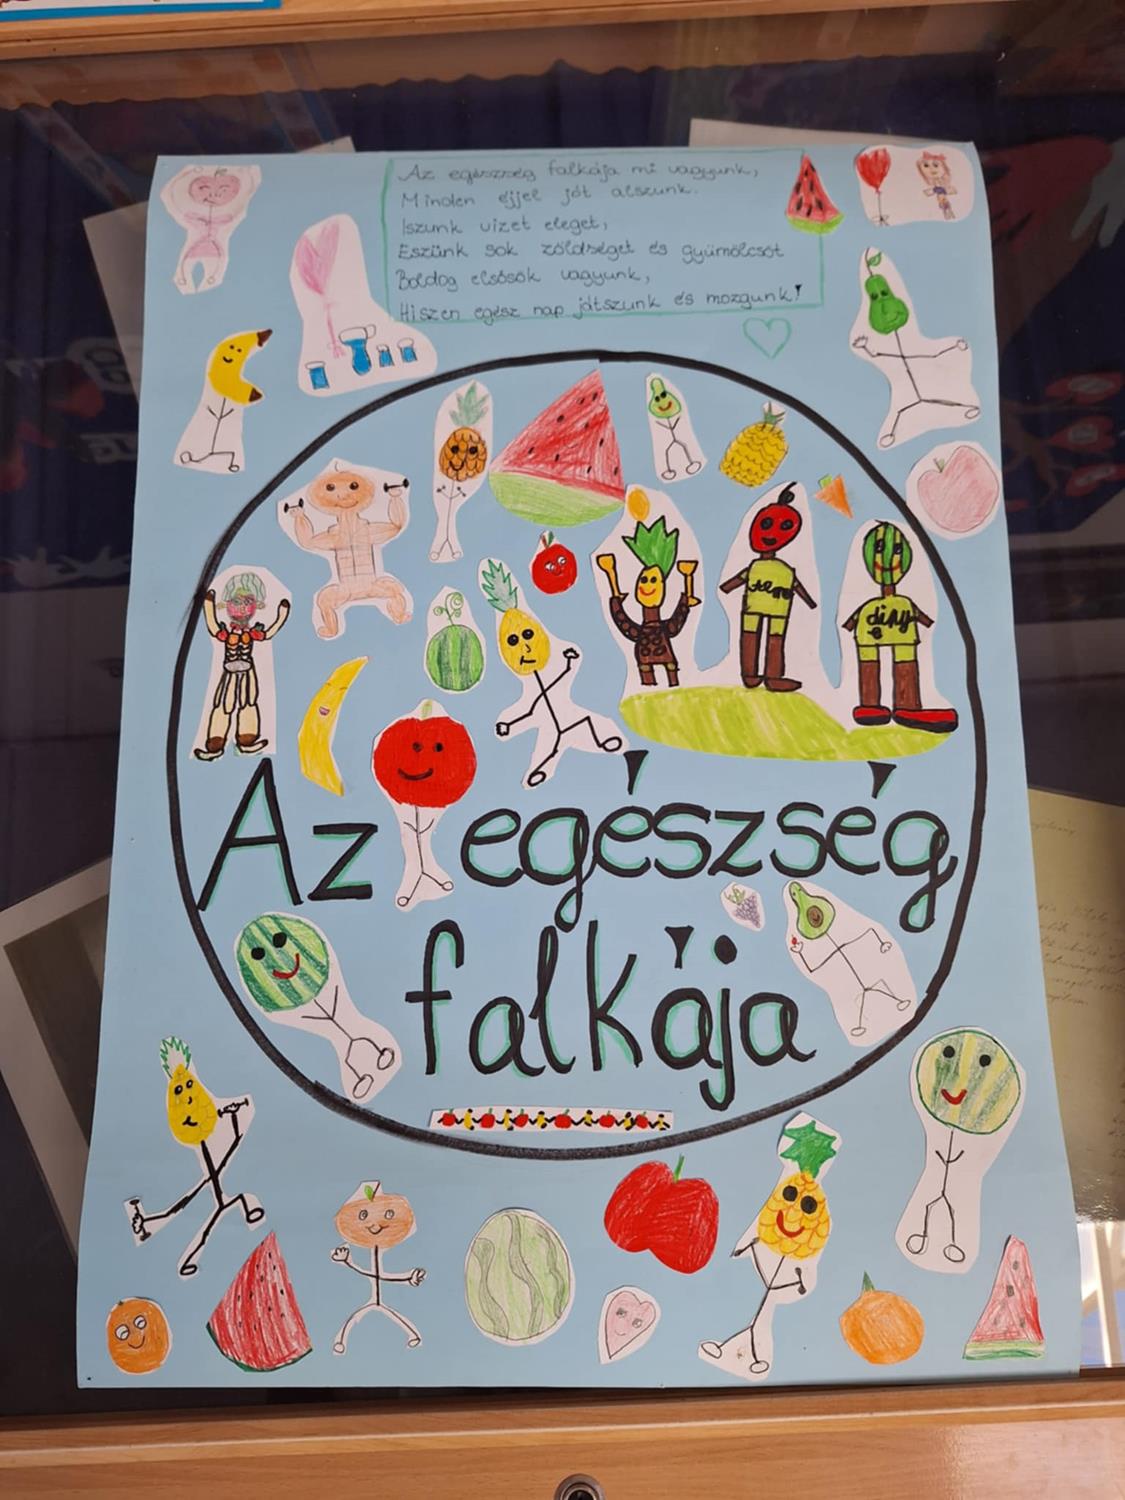 Az egészség falkája mi vagyunk,
Minden éjjel jót alszunk.
Iszunk vizet eleget,
Eszünk sok zöldséget és gyümölcsöt
Boldog elsősök vagyunk,
Hiszen egész nap játszunk és mozgunk!
Az egészség
falkája